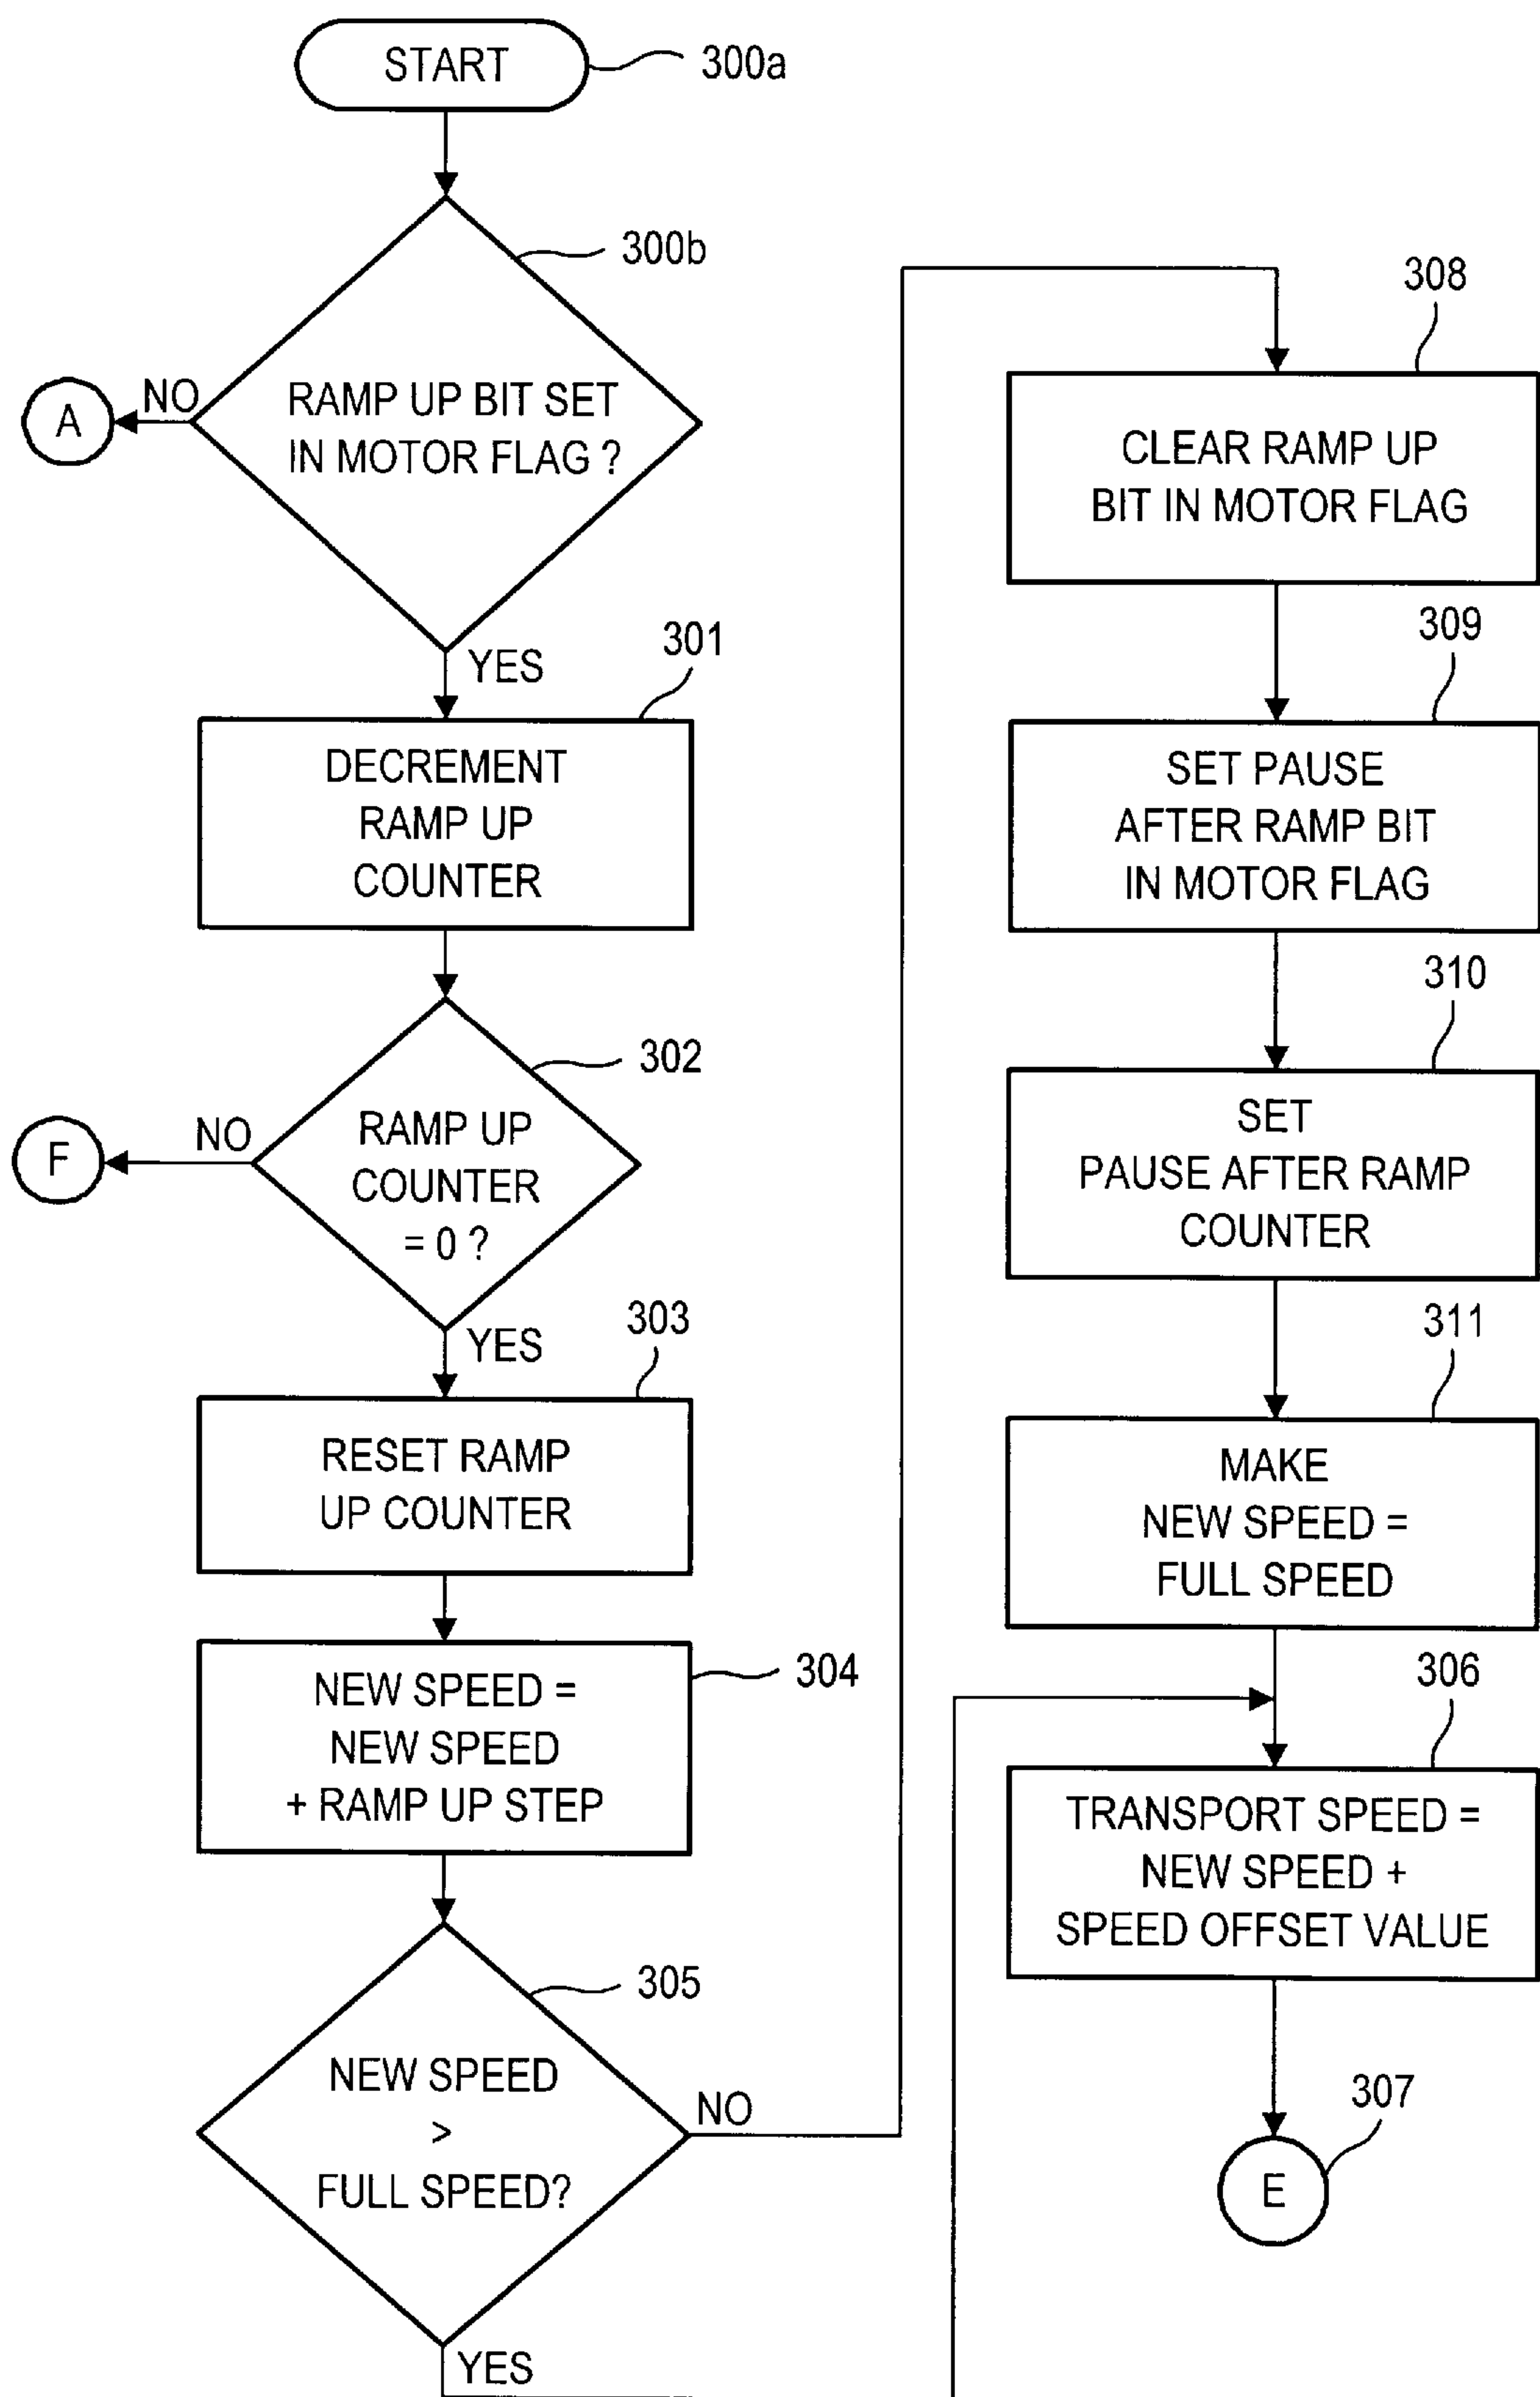 START
300a
300b
RAMP UP BIT SET
IN MOTOR FLAG ?
NO
A
YES
301
DECREMENT
RAMP UP
COUNTER
302
RAMP UP
COUNTER
= 0 ?
NO
F
YES
303
RESET RAMP
UP COUNTER
304
NEW SPEED =
NEW SPEED
+ RAMP UP STEP
305
NEW SPEED
>
FULL SPEED?
NO
YES
308
CLEAR RAMP UP
BIT IN MOTOR FLAG
309
SET PAUSE
AFTER RAMP BIT
IN MOTOR FLAG
310
SET
PAUSE AFTER RAMP
COUNTER
311
MAKE
NEW SPEED =
FULL SPEED
306
TRANSPORT SPEED =
NEW SPEED +
SPEED OFFSET VALUE
307
E